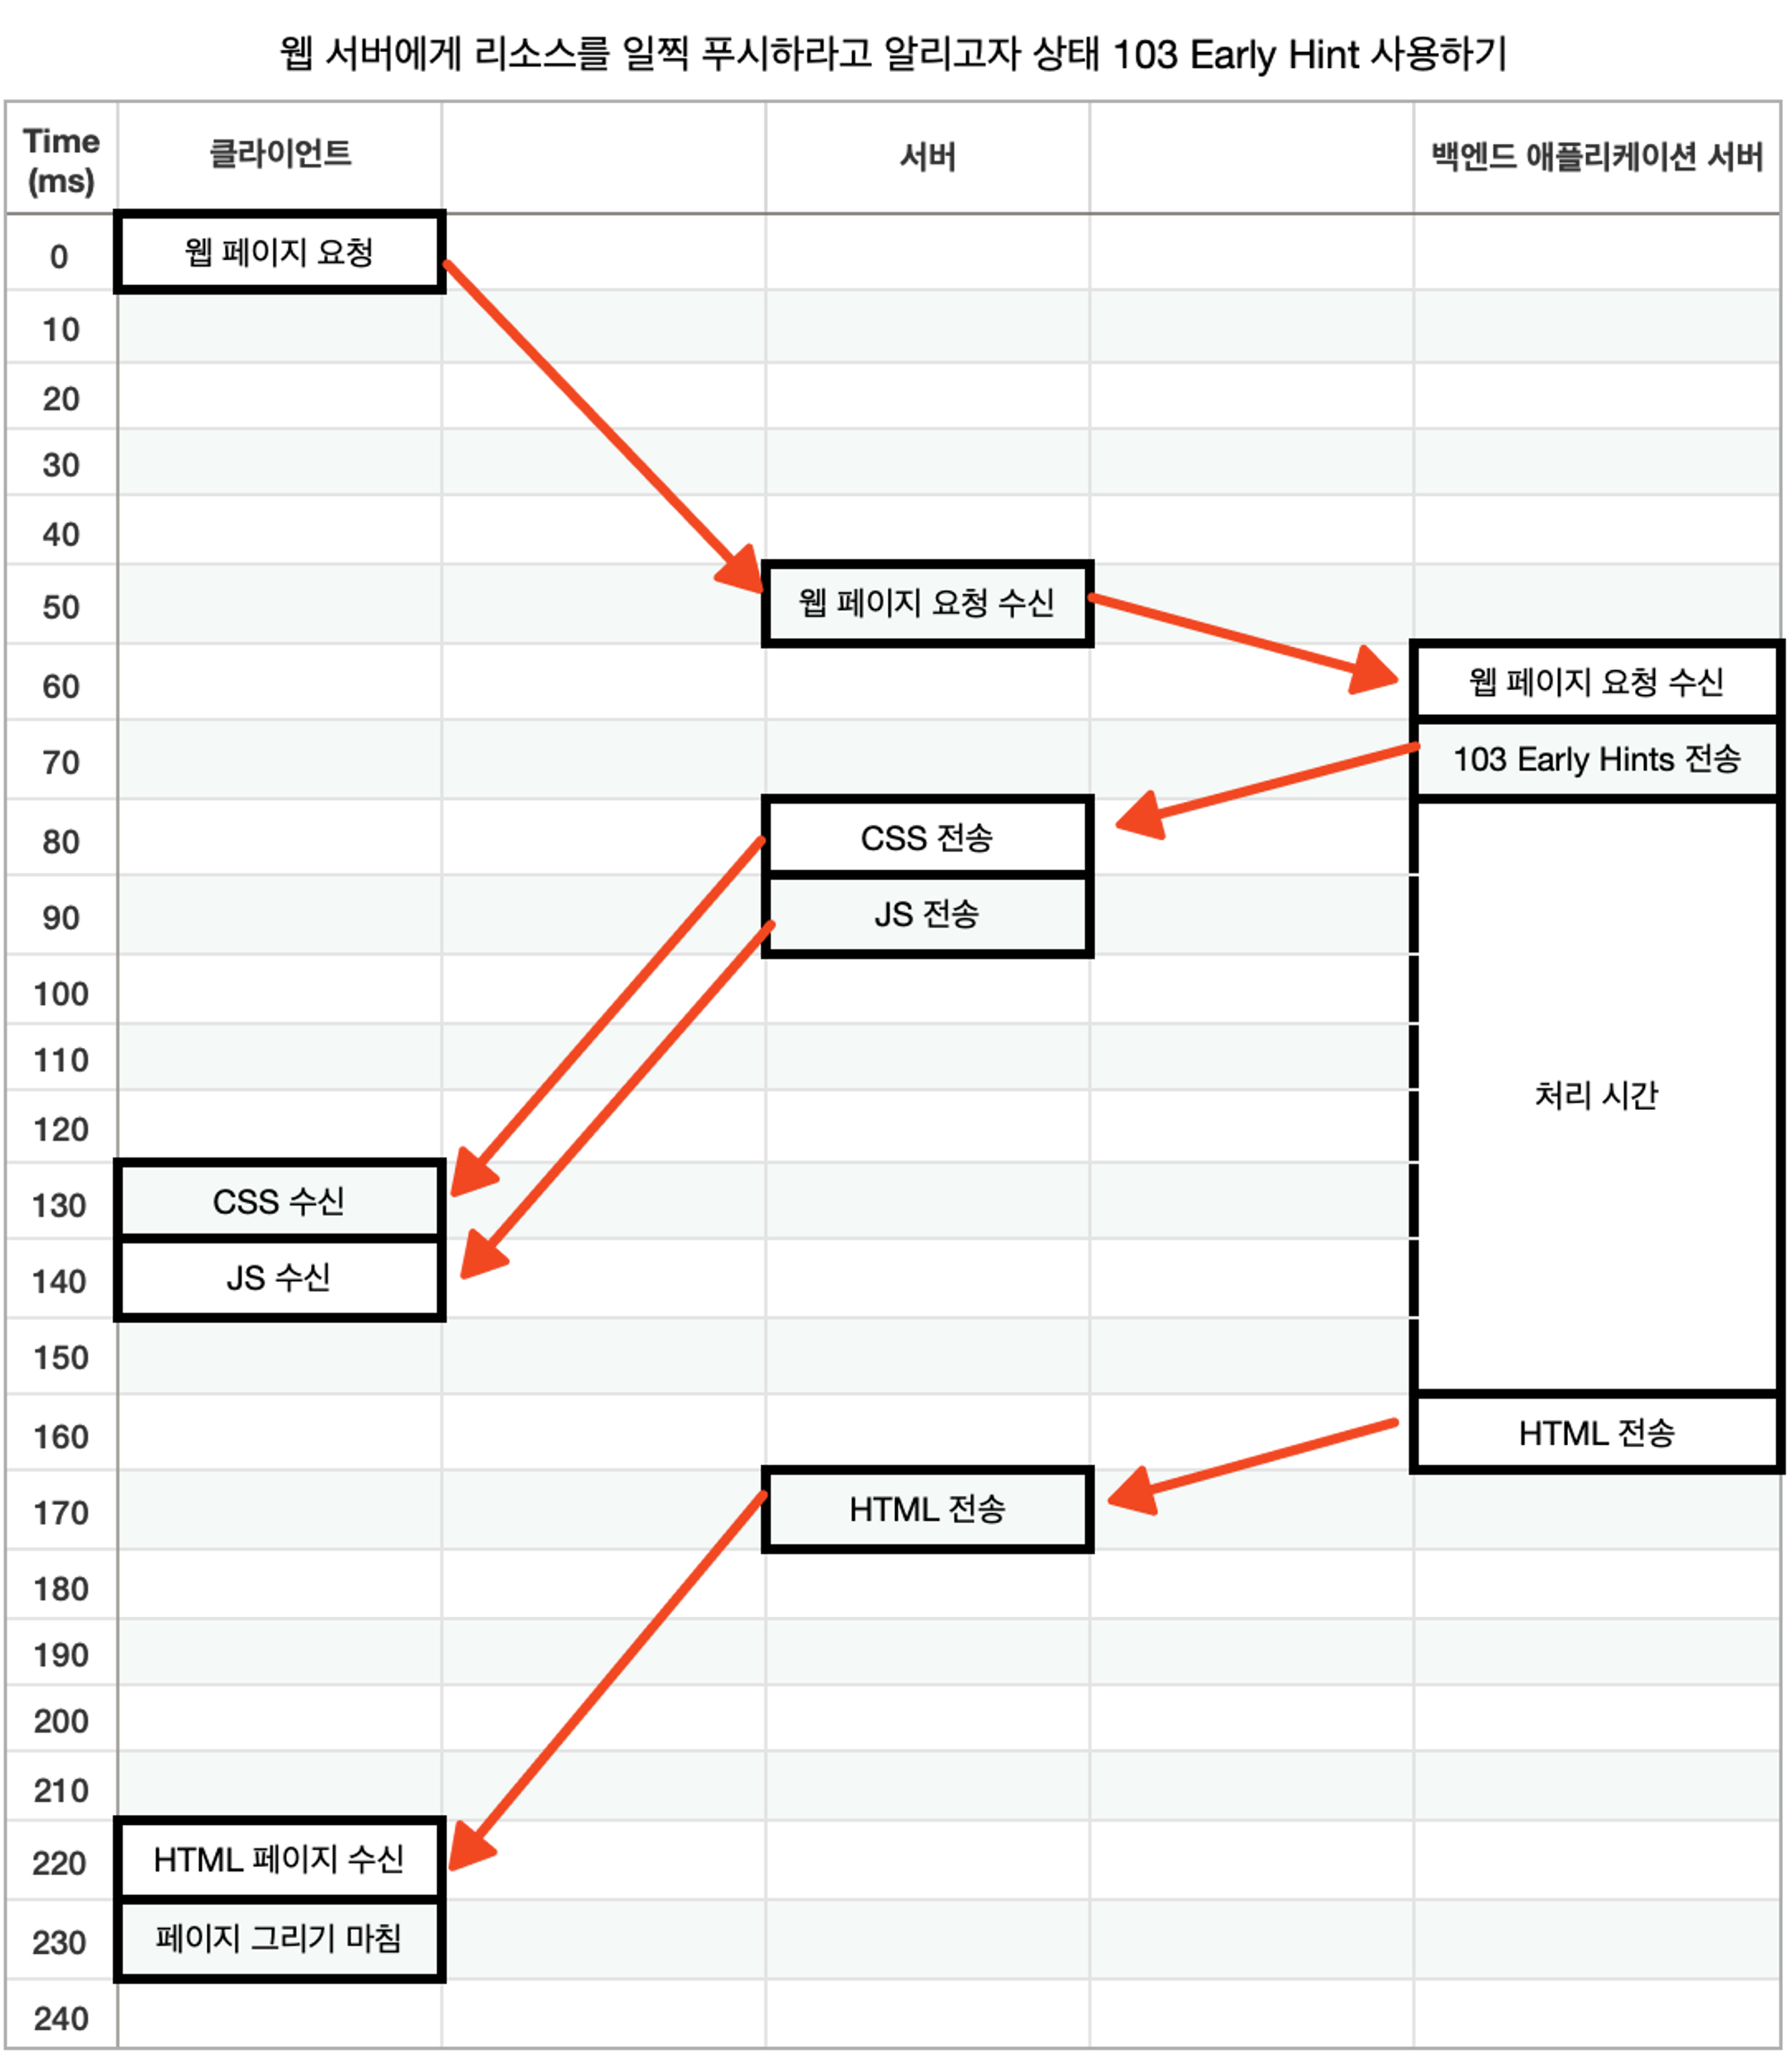 웹 서버에게 리소스를 일찍 푸시하라고 알리고자 상태 103 Early Hint 사용하기
Time
(ms)
클라이언트
서버
백엔드 애플리케이션 서버
0
웹 페이지 요청
10
20
30
40
50
웹 페이지 요청 수신
60
웹 페이지 요청 수신
70
103 Early Hints 전송
80
CSS 전송
90
JS 전송
100
110
처리 시간
120
130
CSS 수신
140
JS 수신
150
160
HTML 전송
170
HTML 전송
180
190
200
210
220
HTML 페이지 수신
230
페이지 그리기 마침
240